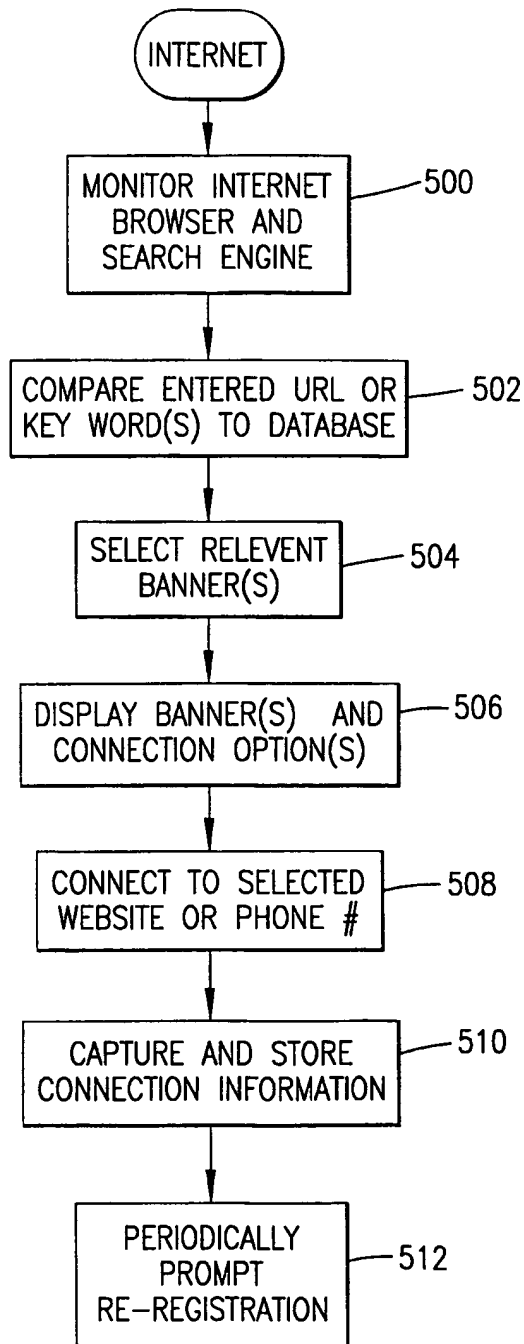 INTERNET
MONITOR INTERNET
BROWSER AND
SEARCH ENGINE
500
COMPARE ENTERED URL OR
KEY WORD(S) TO DATABASE
502
SELECT RELEVENT
BANNER(S)
504
DISPLAY BANNER(S) AND
CONNECTION OPTION(S)
506
CONNECT TO SELECTED
WEBSITE OR PHONE #
508
CAPTURE AND STORE
CONNECTION INFORMATION
510
PERIODICALLY
PROMPT
RE-REGISTRATION
512